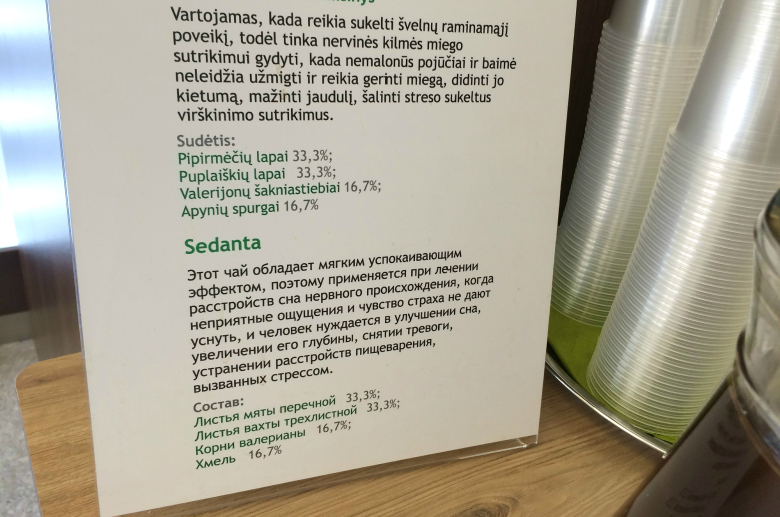 Vartojamas, kada reikia sukelti švelnų raminamąjį
poveikį, todėl tinka nervinės kilmės miego
sutrikimui gydyti, kada nemalonūs pojūčiai ir baimė
neleidžia užmigti ir reikia gerinti miegą, didinti jo
kietumą, mažinti jaudulį, šalinti streso sukeltus
virškinimo sutrikimus.
Sudėtis:
Pipirmėčių lapai 33,3%;
Puplaiškių lapai 33,3%;
Valerijonų šakniastiebiai 16,7%;
Apynių spurgai 16,7%
Sedanta
Этот чай обладает мягким успокаивающим
эффектом, поэтому применяется при лечении
расстройств сна нервного происхождения, когда
неприятные ощущения и чувство страха не дают
уснуть, и человек нуждается в улучшении сна,
увеличении его глубины, снятии тревоги,
устранении расстройств пищеварения,
вызванных стрессом.
Состав:
Листья мяты перечной 33,3%;
Листья вахты трехлистной 33,3%;
Корни валерианы 16,7%;
Хмель 16,7%